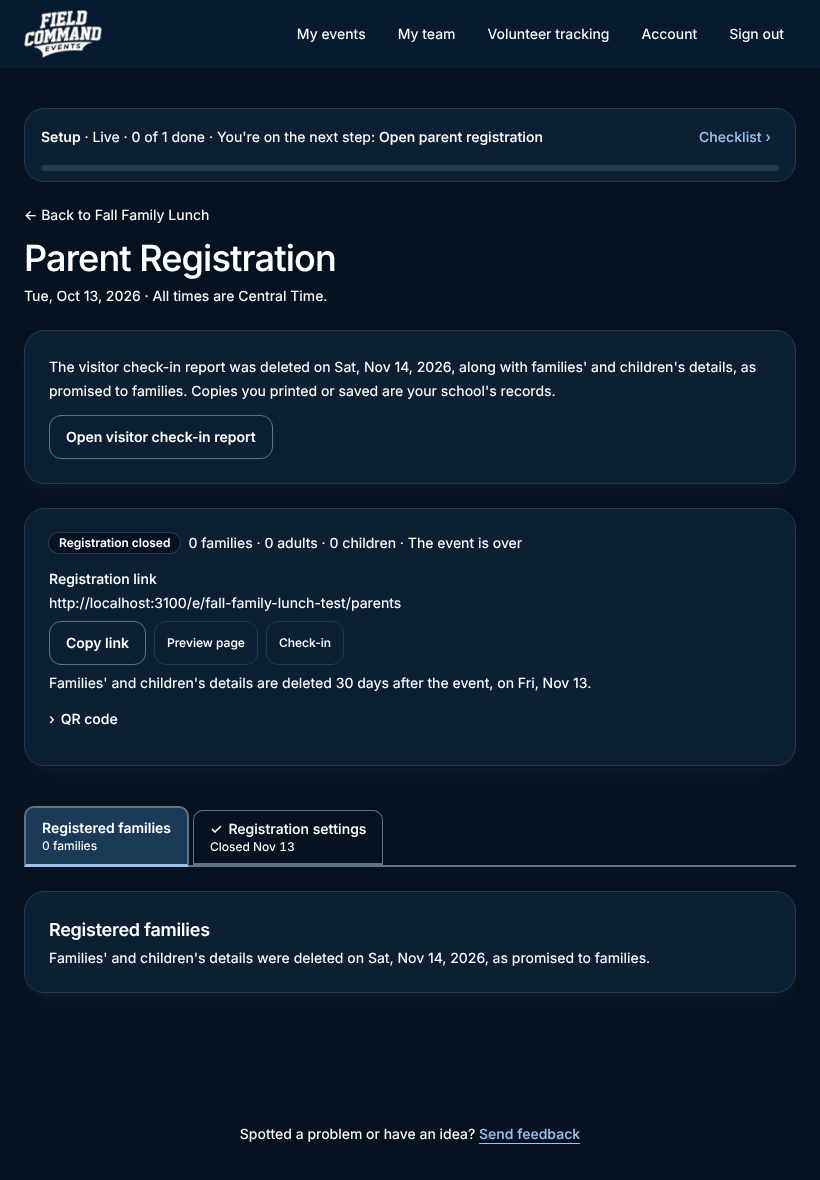 FIELD
COMMAND
EVENTS
My events
My team
Volunteer tracking
Account
Sign out
Setup · Live · 0 of 1 done · You're on the next step: Open parent registration
Checklist ›
← Back to Fall Family Lunch
Parent Registration
Tue, Oct 13, 2026 · All times are Central Time.
The visitor check-in report was deleted on Sat, Nov 14, 2026, along with families' and children's details, as
promised to families. Copies you printed or saved are your school's records.
Open visitor check-in report
Registration closed 0 families · 0 adults · 0 children · The event is over
Registration link
http://localhost:3100/e/fall-family-lunch-test/parents
Copy link
Preview page
Check-in
Families' and children's details are deleted 30 days after the event, on Fri, Nov 13.
› QR code
Registered families
0 families
✓ Registration settings
Closed Nov 13
Registered families
Families' and children's details were deleted on Sat, Nov 14, 2026, as promised to families.
Spotted a problem or have an idea? Send feedback